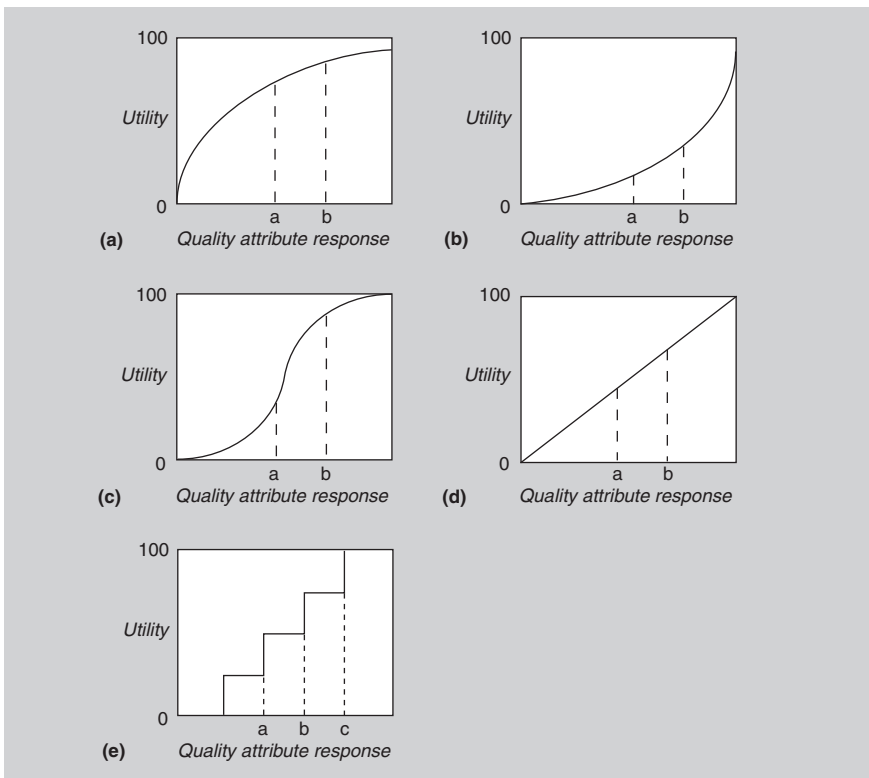 100
Utility
0
a b
(a) Quality attribute response
100
Utility
0
a b
(b) Quality attribute response
100
Utility
0
a b
(c) Quality attribute response
100
Utility
0
a b
(d) Quality attribute response
100
Utility
0
a b c
(e) Quality attribute response